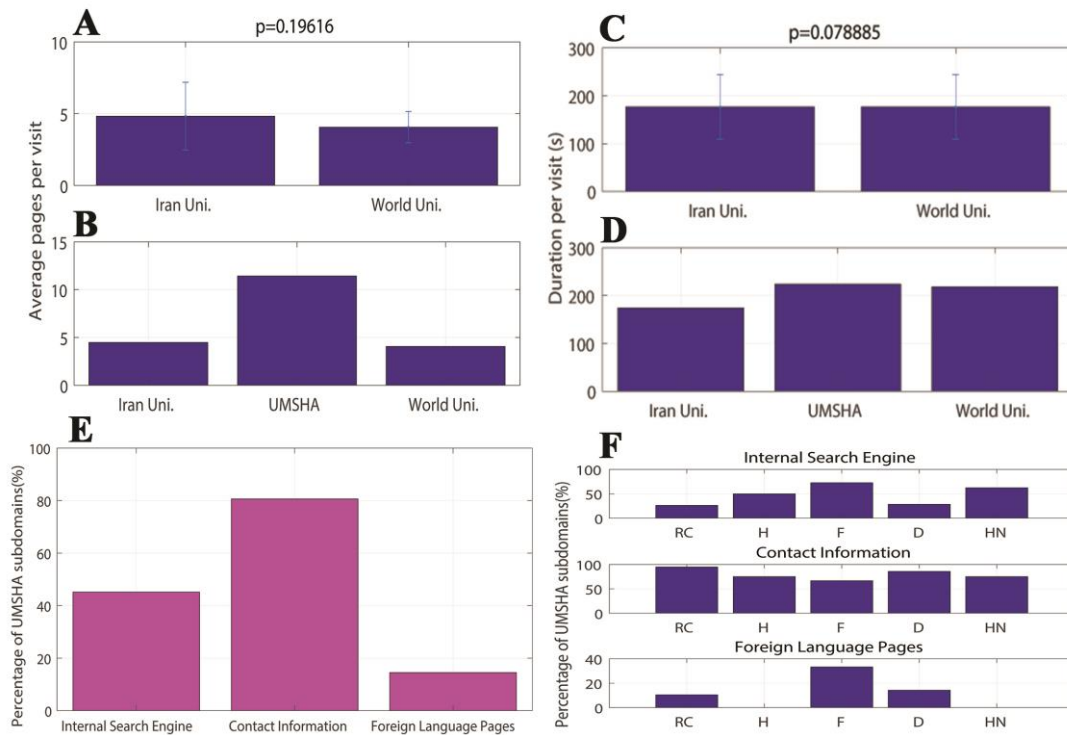 A
p=0.19616
10
5
0
Iran Uni.
World Uni.
B
15
10
5
0
Iran Uni.
UMSHA
World Uni.
Average pages per visit
C
p=0.078885
300
200
100
0
Iran Uni.
World Uni.
D
300
200
100
0
Iran Uni.
UMSHA
World Uni.
Duration per visit (s)
E
100
80
60
40
20
0
Internal Search Engine
Contact Information
Foreign Language Pages
Percentage of UMSHA subdomains(%)
F
Internal Search Engine
100
50
0
RC
H
F
D
HN
Contact Information
100
50
0
RC
H
F
D
HN
Foreign Language Pages
40
20
0
RC
H
F
D
HN
Percentage of UMSHA subdomains(%)